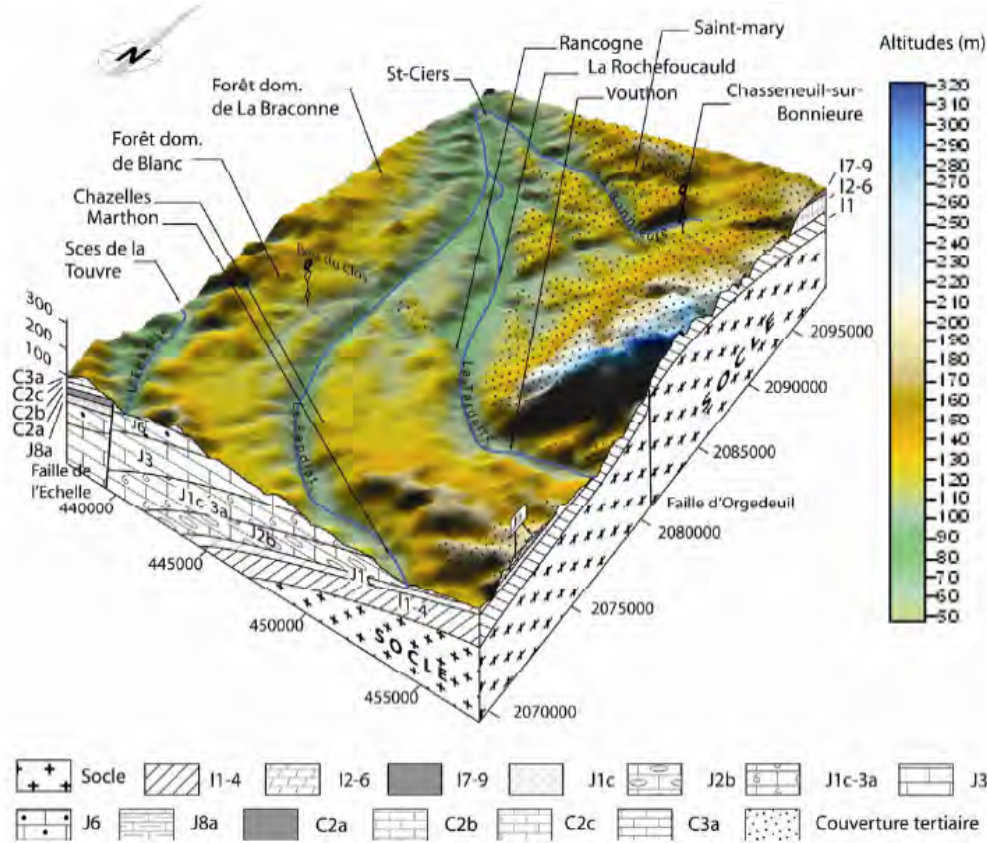 N
Saint-mary
Rancogne
La Rochefoucauld
St-Ciers
Vouthon
Altitudes (m)
Forêt dom.
de La Braconne
Chasseneuil-sur-
Bonnieure
Forêt dom.
de Blanc
Chazelles
Marthon
Sces de la
Touvre
Bois du Clos
Le Bandiat
Le Tardoire
320
310
300
290
280
270
260
250
240
230
220
210
200
190
180
170
160
150
140
130
120
110
100
90
80
70
60
50
I7-9
I2-6
I1
300
200
100
C3a
C2c
C2b
C2a
J8a
Faille de
l'Echelle
J6
J3
J1c-3a
J2b
J1c
I1-4
SOCLE
SOCLE
Faille d'Orgedeuil
440000
445000
450000
455000
2070000
2075000
2080000
2085000
2090000
2095000
Socle I1-4 I2-6 I7-9 J1c J2b J1c-3a J3
J6 J8a C2a C2b C2c C3a Couverture tertiaire